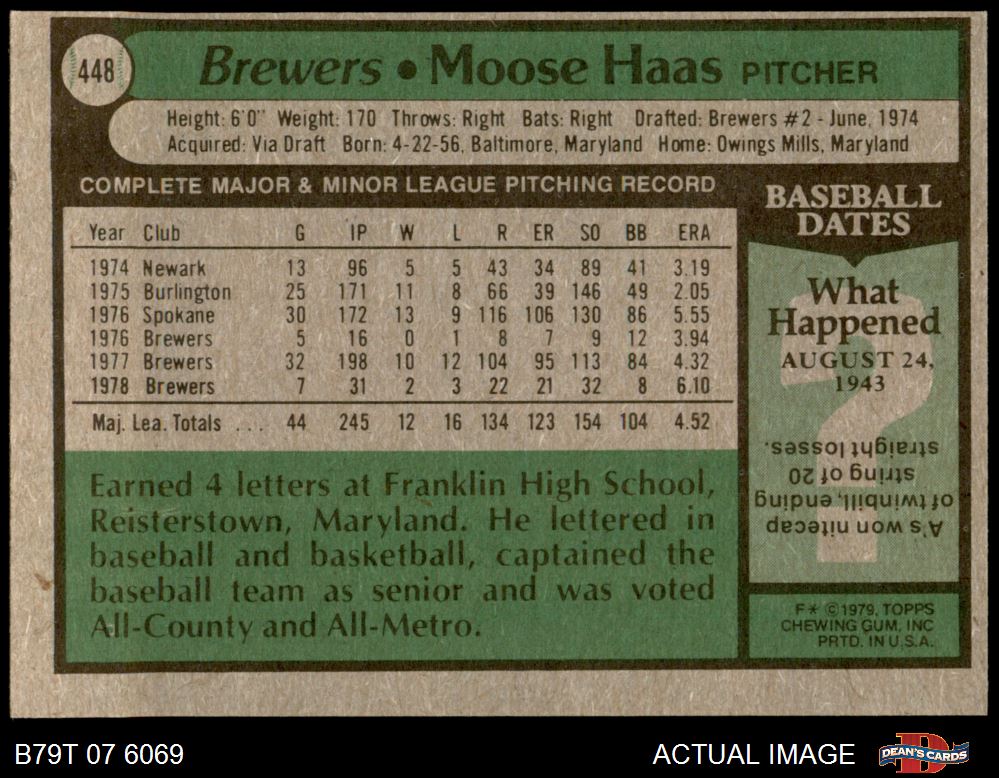 448
Brewers • Moose Haas PITCHER
Height: 6'0" Weight: 170 Throws: Right Bats: Right Drafted: Brewers #2 - June, 1974
Acquired: Via Draft Born: 4-22-56, Baltimore, Maryland Home: Owings Mills, Maryland
COMPLETE MAJOR & MINOR LEAGUE PITCHING RECORD
Year Club G IP W L R ER SO BB ERA
1974 Newark 13 96 5 5 43 34 89 41 3.19
1975 Burlington 25 171 11 8 66 39 146 49 2.05
1976 Spokane 30 172 13 9 116 106 130 86 5.55
1976 Brewers 5 16 0 1 8 7 9 12 3.94
1977 Brewers 32 198 10 12 104 95 113 84 4.32
1978 Brewers 7 31 2 3 22 21 32 8 6.10
Maj. Lea. Totals ... 44 245 12 16 134 123 154 104 4.52
Earned 4 letters at Franklin High School,
Reisterstown, Maryland. He lettered in
baseball and basketball, captained the
baseball team as senior and was voted
All-County and All-Metro.
BASEBALL
DATES
What
Happened
AUGUST 24,
1943
A's won nitecap
of twinbill, ending
string of 20
straight losses.
F* ©1979, TOPPS
CHEWING GUM, INC
PRTD. IN U.S.A.
B79T 07 6069
ACTUAL IMAGE
DEAN'S CARDS